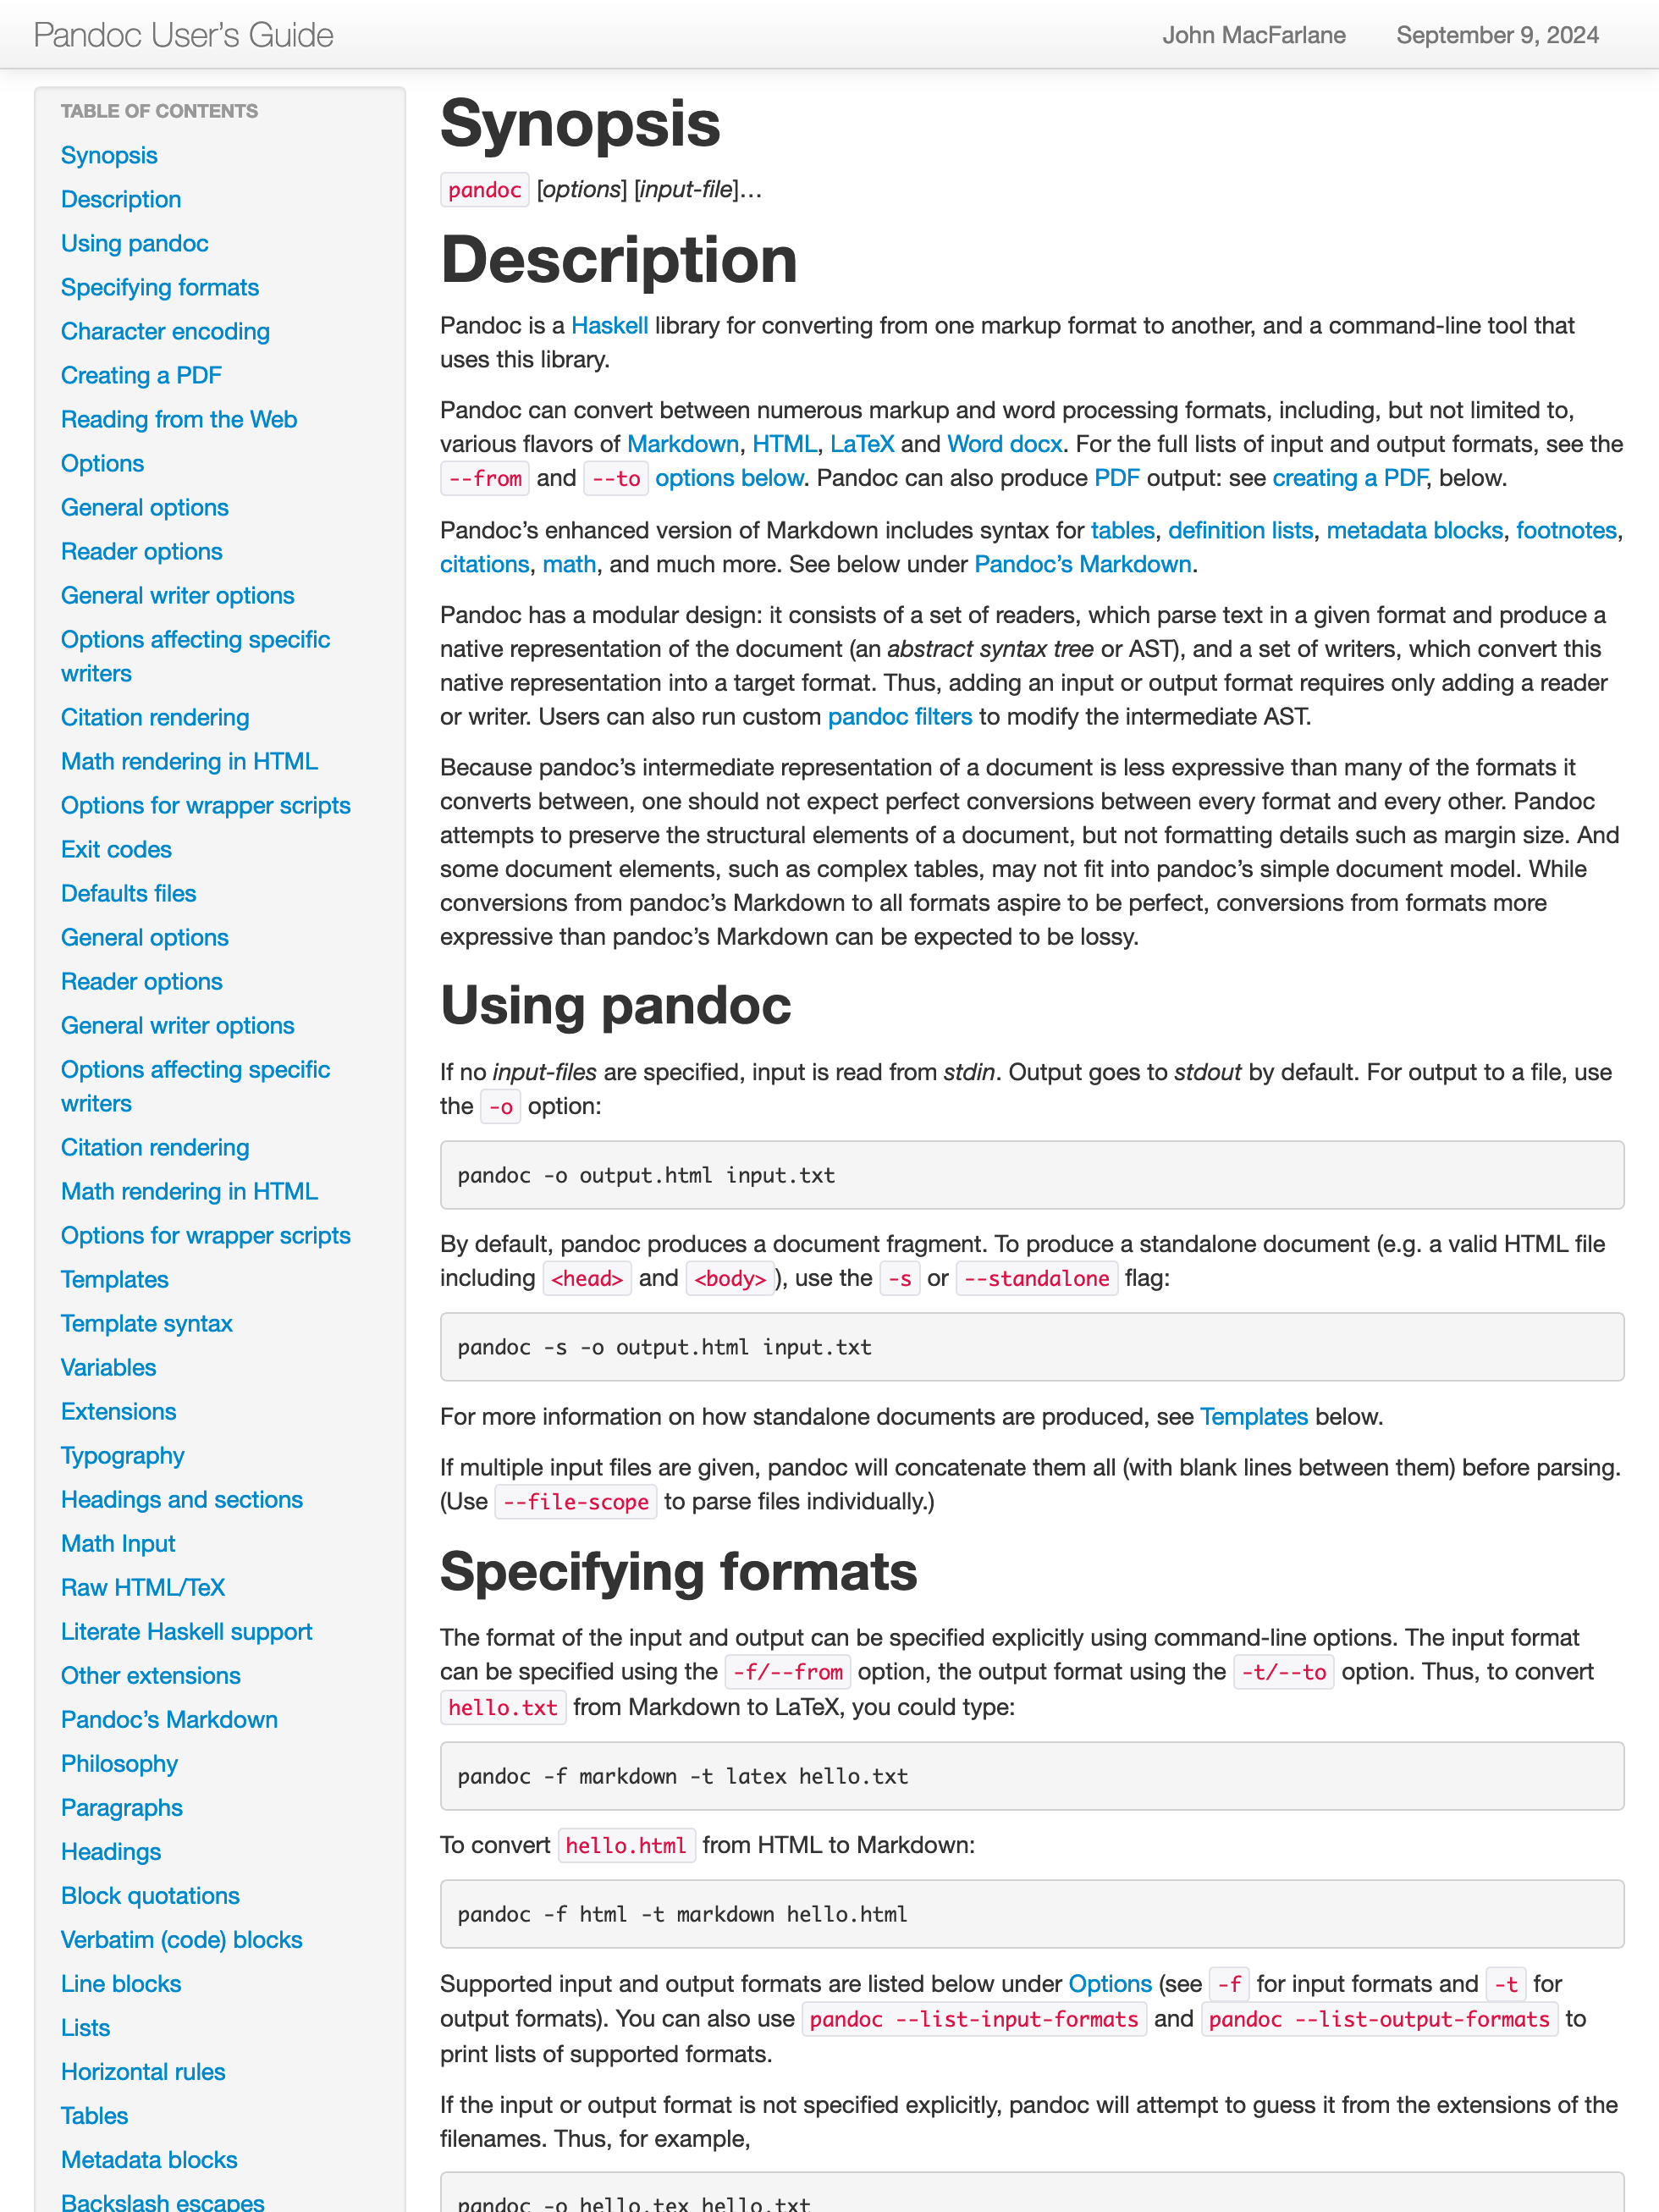 Pandoc User’s Guide
John MacFarlane
September 9, 2024
TABLE OF CONTENTS
Synopsis
Description
Using pandoc
Specifying formats
Character encoding
Creating a PDF
Reading from the Web
Options
General options
Reader options
General writer options
Options affecting specific
writers
Citation rendering
Math rendering in HTML
Options for wrapper scripts
Exit codes
Defaults files
General options
Reader options
General writer options
Options affecting specific
writers
Citation rendering
Math rendering in HTML
Options for wrapper scripts
Templates
Template syntax
Variables
Extensions
Typography
Headings and sections
Math Input
Raw HTML/TeX
Literate Haskell support
Other extensions
Pandoc’s Markdown
Philosophy
Paragraphs
Headings
Block quotations
Verbatim (code) blocks
Line blocks
Lists
Horizontal rules
Tables
Metadata blocks
Backslash escapes
Synopsis
pandoc [options] [input-file]…
Description
Pandoc is a Haskell library for converting from one markup format to another, and a command-line tool that
uses this library.
Pandoc can convert between numerous markup and word processing formats, including, but not limited to,
various flavors of Markdown, HTML, LaTeX and Word docx. For the full lists of input and output formats, see the
--from and --to options below. Pandoc can also produce PDF output: see creating a PDF, below.
Pandoc’s enhanced version of Markdown includes syntax for tables, definition lists, metadata blocks, footnotes,
citations, math, and much more. See below under Pandoc’s Markdown.
Pandoc has a modular design: it consists of a set of readers, which parse text in a given format and produce a
native representation of the document (an abstract syntax tree or AST), and a set of writers, which convert this
native representation into a target format. Thus, adding an input or output format requires only adding a reader
or writer. Users can also run custom pandoc filters to modify the intermediate AST.
Because pandoc’s intermediate representation of a document is less expressive than many of the formats it
converts between, one should not expect perfect conversions between every format and every other. Pandoc
attempts to preserve the structural elements of a document, but not formatting details such as margin size. And
some document elements, such as complex tables, may not fit into pandoc’s simple document model. While
conversions from pandoc’s Markdown to all formats aspire to be perfect, conversions from formats more
expressive than pandoc’s Markdown can be expected to be lossy.
Using pandoc
If no input-files are specified, input is read from stdin. Output goes to stdout by default. For output to a file, use
the -o option:
pandoc -o output.html input.txt
By default, pandoc produces a document fragment. To produce a standalone document (e.g. a valid HTML file
including <head> and <body>), use the -s or --standalone flag:
pandoc -s -o output.html input.txt
For more information on how standalone documents are produced, see Templates below.
If multiple input files are given, pandoc will concatenate them all (with blank lines between them) before parsing.
(Use --file-scope to parse files individually.)
Specifying formats
The format of the input and output can be specified explicitly using command-line options. The input format
can be specified using the -f/--from option, the output format using the -t/--to option. Thus, to convert
hello.txt from Markdown to LaTeX, you could type:
pandoc -f markdown -t latex hello.txt
To convert hello.html from HTML to Markdown:
pandoc -f html -t markdown hello.html
Supported input and output formats are listed below under Options (see -f for input formats and -t for
output formats). You can also use pandoc --list-input-formats and pandoc --list-output-formats to
print lists of supported formats.
If the input or output format is not specified explicitly, pandoc will attempt to guess it from the extensions of the
filenames. Thus, for example,
pandoc -o hello.tex hello.txt